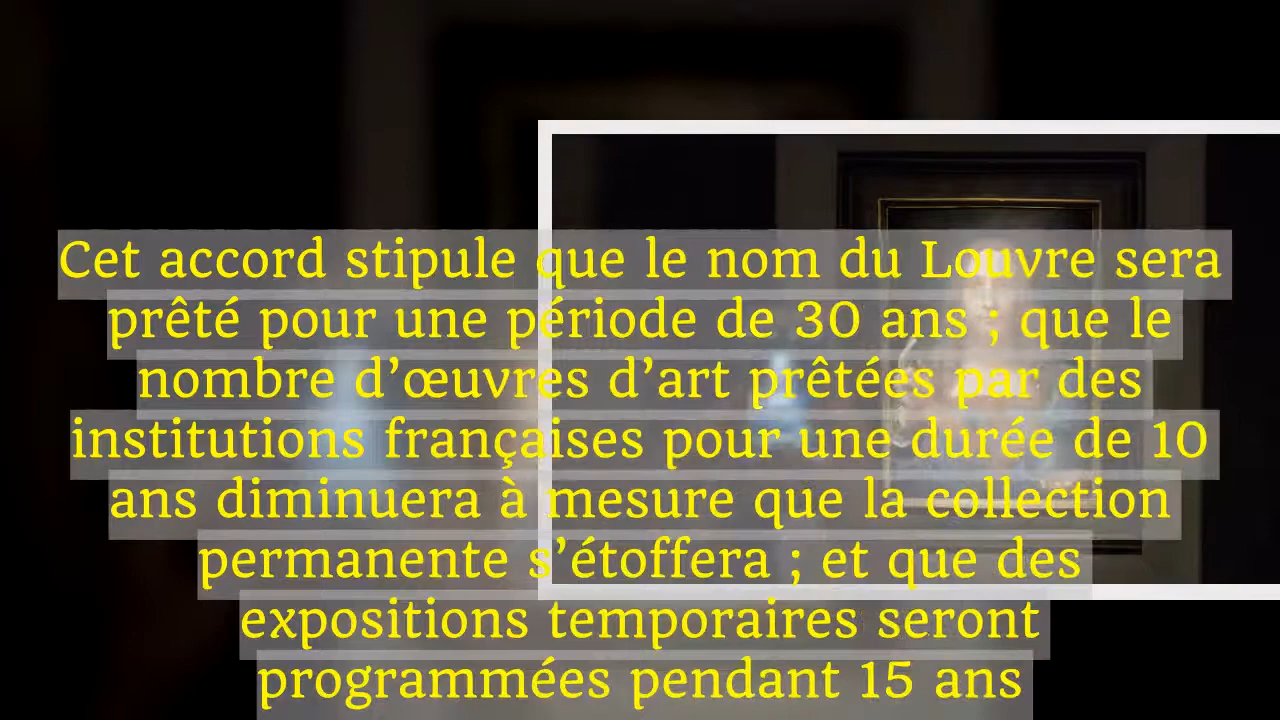 Cet accord stipule que le nom du Louvre sera
prêté pour une période de 30 ans ; que le
nombre d’œuvres d’art prêtées par des
institutions françaises pour une durée de 10
ans diminuera à mesure que la collection
permanente s’étoffera ; et que des
expositions temporaires seront
programmées pendant 15 ans